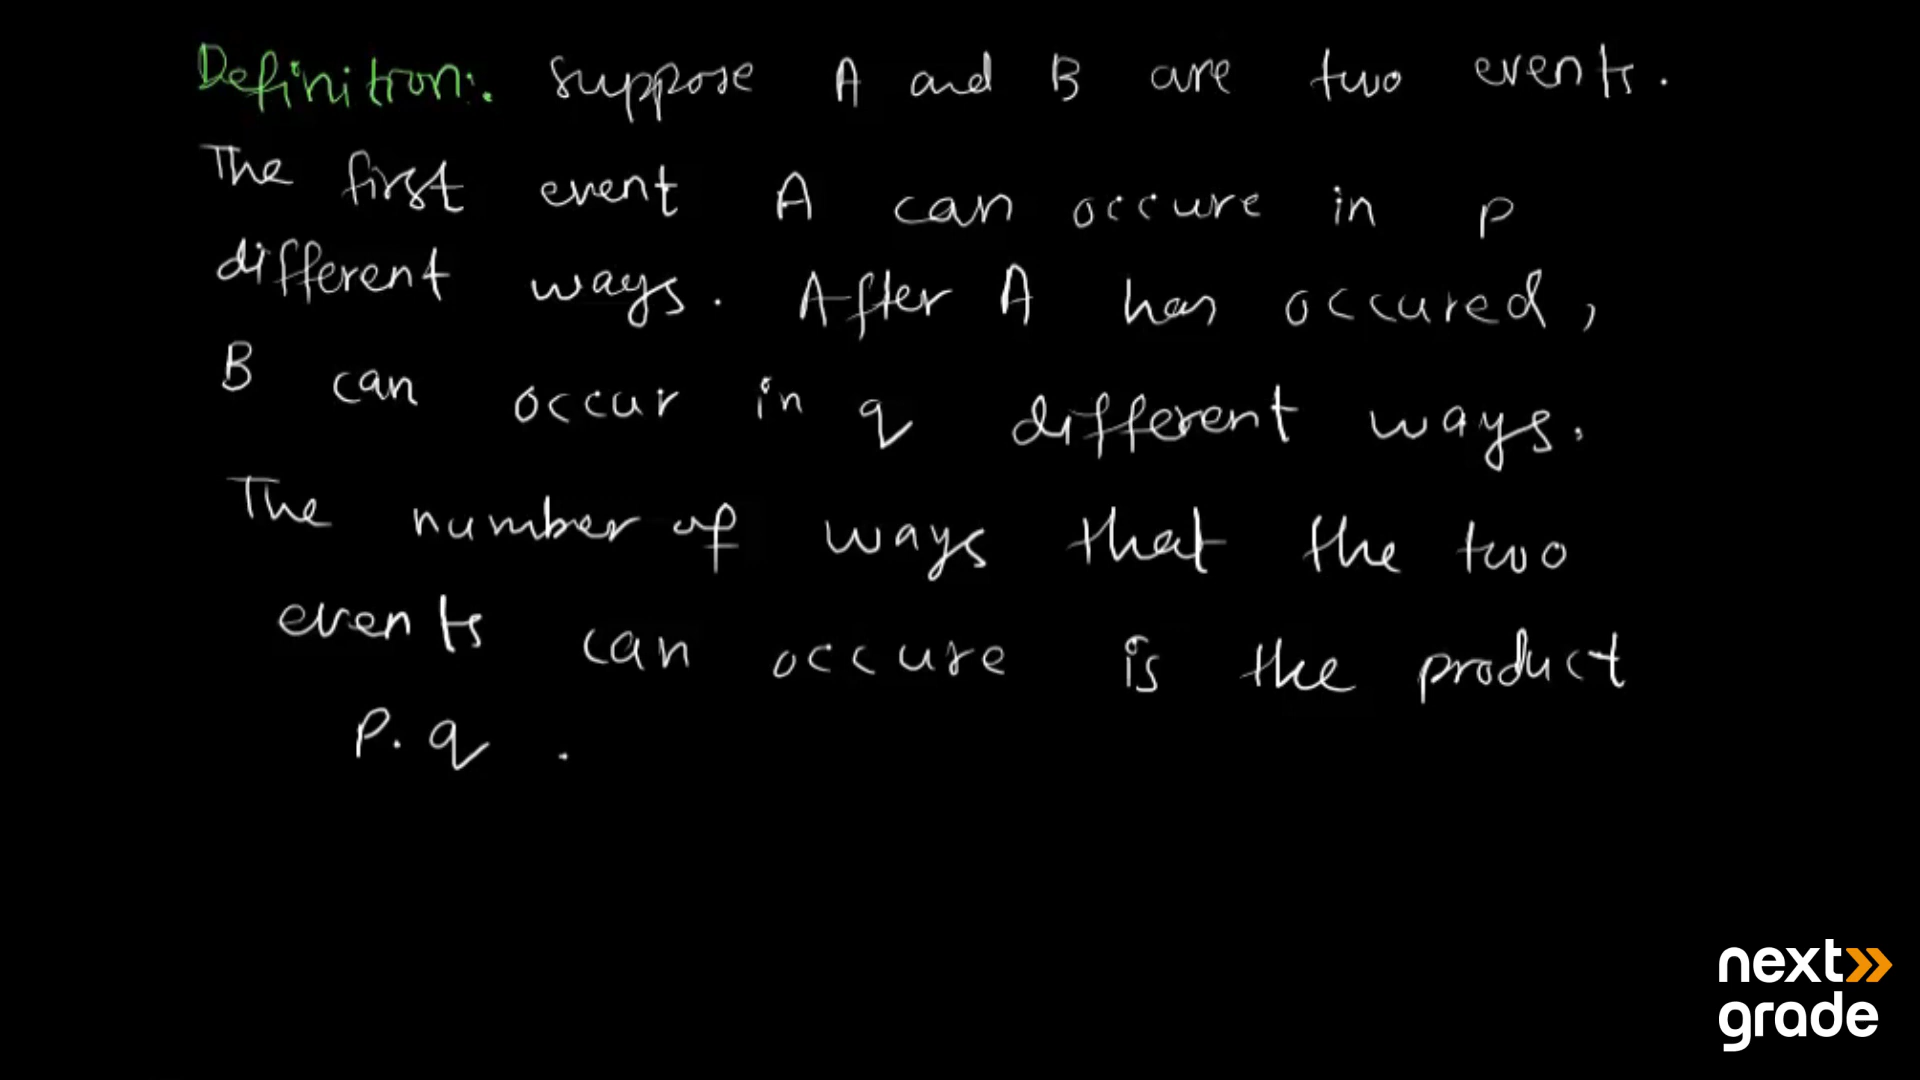 Definition: Suppose A and B are two events.
The first event A can occure in p
different ways. After A has occured,
B can occur in q different ways.
The number of ways that the two
events can occure is the product
p. q .
next
grade